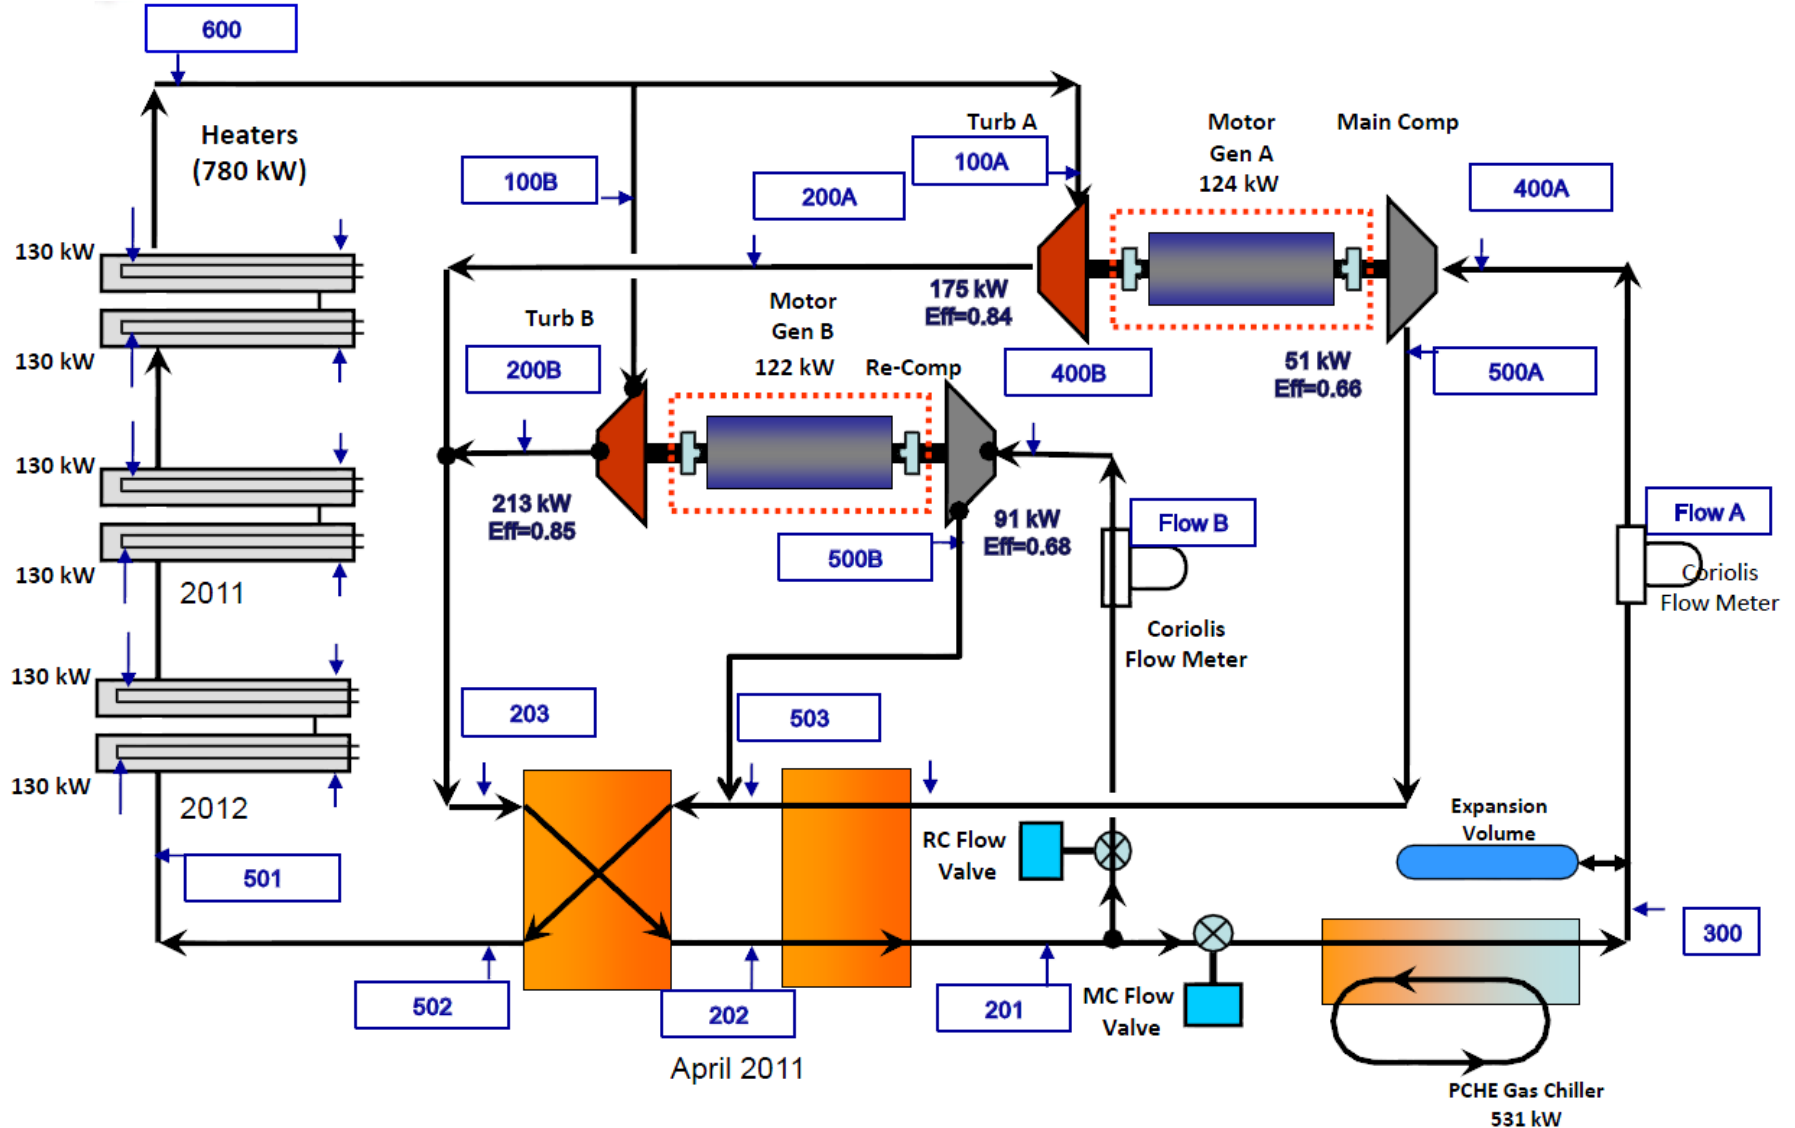 600
Heaters
(780 kW)
Turb A
Motor
Gen A
124 kW
Main Comp
100A
100B
200A
400A
130 kW
130 kW
175 kW
Eff=0.84
Motor
Gen B
122 kW
Turb B
200B
Re-Comp
400B
51 kW
Eff=0.66
500A
130 kW
130 kW
2011
213 kW
Eff=0.85
91 kW
Eff=0.68
500B
Flow B
Flow A
Coriolis
Flow Meter
Coriolis
Flow Meter
130 kW
130 kW
2012
203
503
RC Flow
Valve
Expansion
Volume
501
300
502
202
201
MC Flow
Valve
April 2011
PCHE Gas Chiller
531 kW